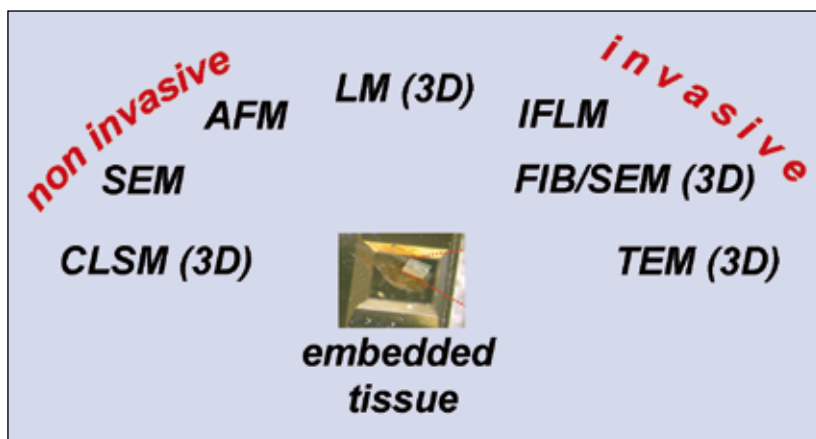 non invasive
invasive
LM (3D)
AFM
IFLM
SEM
FIB/SEM (3D)
CLSM (3D)
TEM (3D)
embedded
tissue